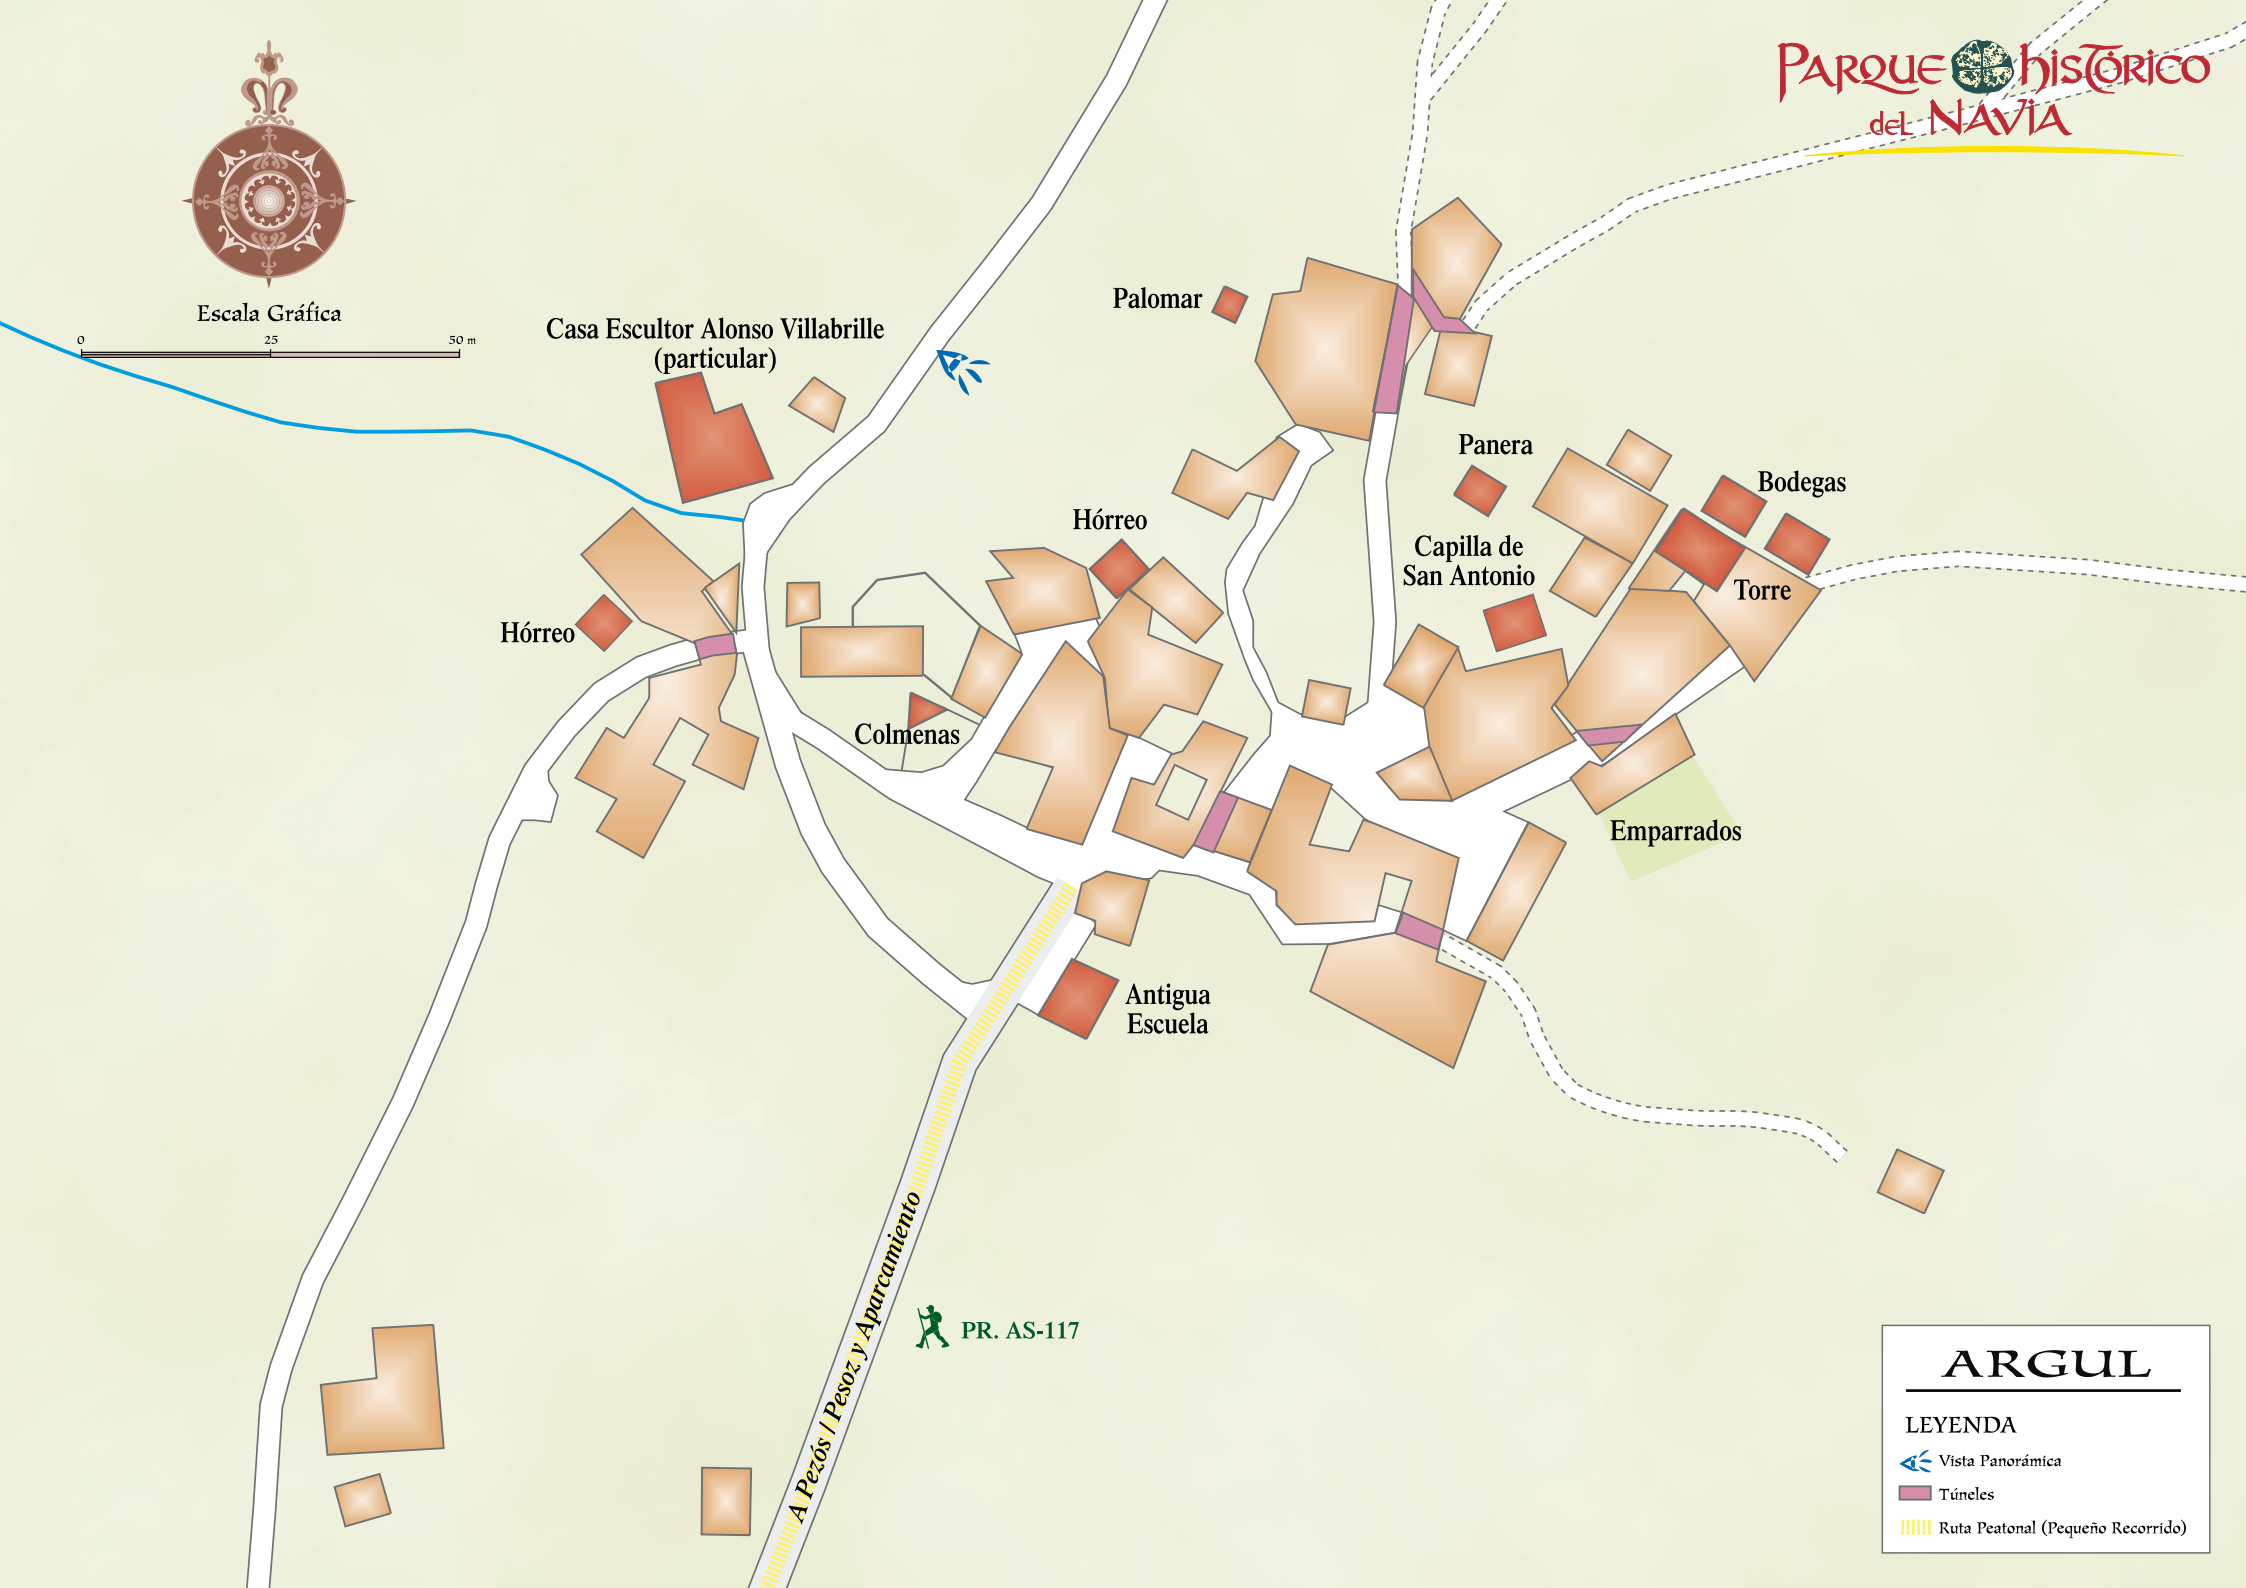 PARQUE HISTÓRICO
del NAVIA
Escala Gráfica
0 25 50 m
Casa Escultor Alonso Villabrille
(particular)
Palomar
Panera
Bodegas
Hórreo
Capilla de
San Antonio
Torre
Hórreo
Colmenas
Emparrados
Antigua
Escuela
A Pezós / Pesoz y Aparcamiento
PR. AS-117
ARGUL
LEYENDA
Vista Panorámica
Túneles
Ruta Peatonal (Pequeño Recorrido)